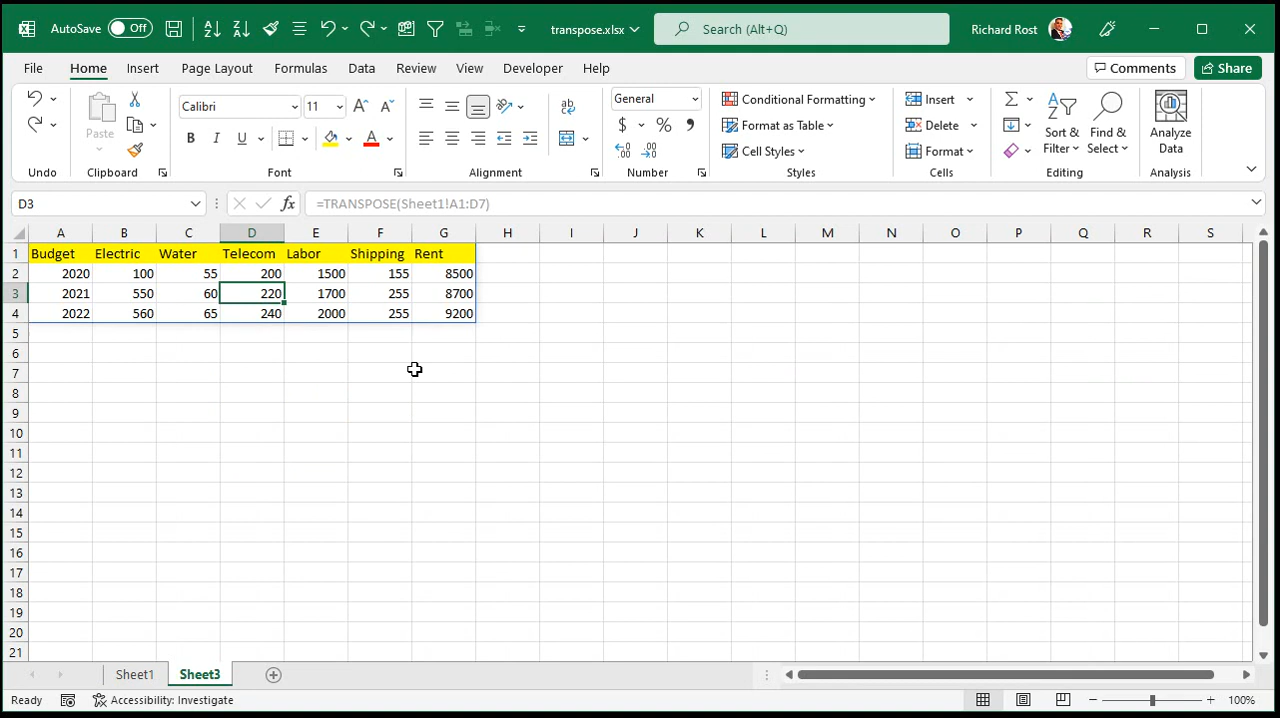 AutoSave Off transpose.xlsx Search (Alt+Q) Richard Rost
File Home Insert Page Layout Formulas Data Review View Developer Help Comments Share
Calibri 11 General Conditional Formatting Insert
Paste B I U A $ % Format as Table Delete Sort & Filter Find & Select Analyze Data
Cell Styles Format
Undo Clipboard Font Alignment Number Styles Cells Editing Analysis
D3 fx =TRANSPOSE(Sheet1!A1:D7)
A B C D E F G H I J K L M N O P Q R S
1 Budget Electric Water Telecom Labor Shipping Rent
2 2020 100 55 200 1500 155 8500
3 2021 550 60 220 1700 255 8700
4 2022 560 65 240 2000 255 9200
5
6
7
8
9
10
11
12
13
14
15
16
17
18
19
20
21
Sheet1 Sheet3
Ready Accessibility: Investigate 100%